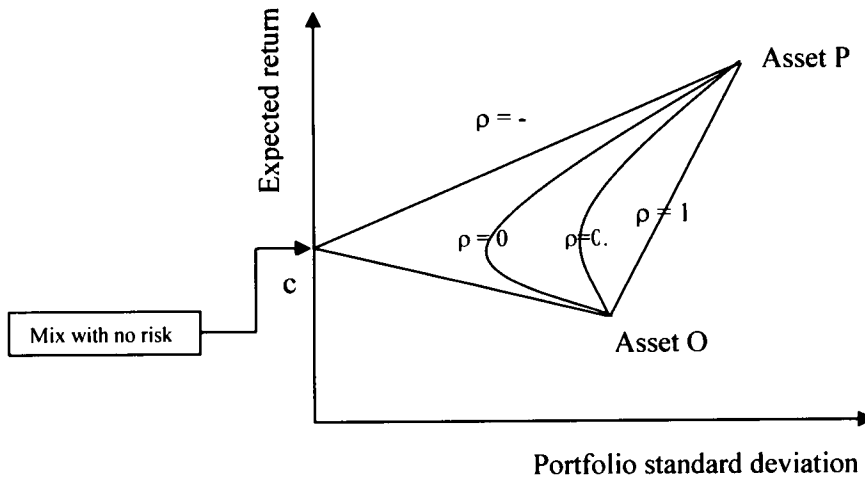 Expected return
Asset P
ρ = -
ρ = 0
ρ=C.
ρ = 1
c
Mix with no risk
Asset O
Portfolio standard deviation